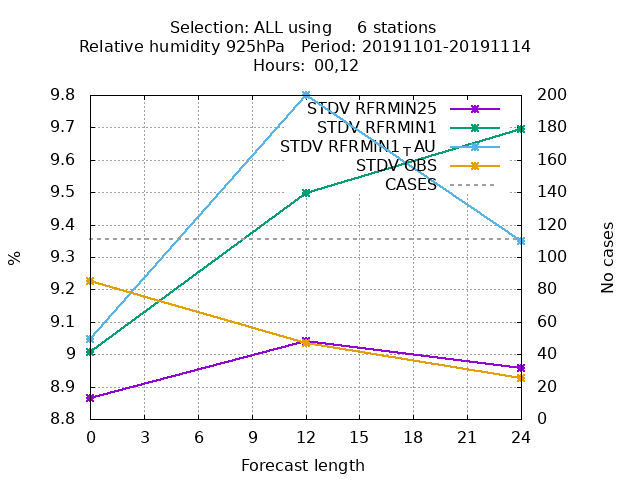 Selection: ALL using 6 stations
Relative humidity 925hPa Period: 20191101-20191114
Hours: 00,12
9.8
9.7
9.6
9.5
9.4
9.3
9.2
9.1
9
8.9
8.8
%
STDV RFRMIN25
STDV RFRMIN1
STDV RFRMIN1_AU
STDV OBS
CASES
200
180
160
140
120
100
80
60
40
20
0
No cases
0 3 6 9 12 15 18 21 24
Forecast length